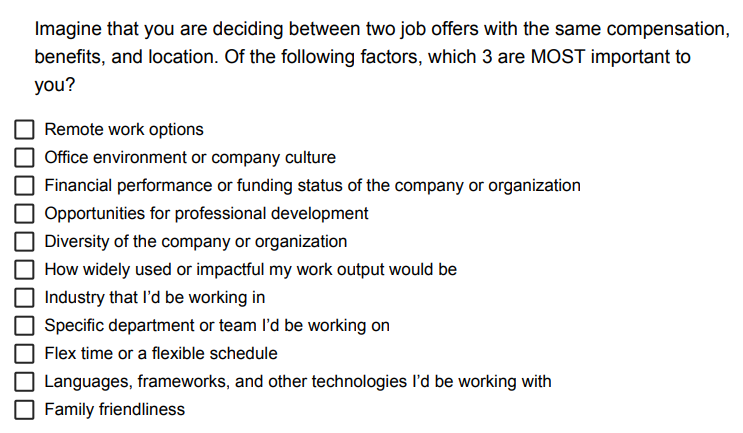 Imagine that you are deciding between two job offers with the same compensation,
benefits, and location. Of the following factors, which 3 are MOST important to
you?
Remote work options
Office environment or company culture
Financial performance or funding status of the company or organization
Opportunities for professional development
Diversity of the company or organization
How widely used or impactful my work output would be
Industry that I’d be working in
Specific department or team I’d be working on
Flex time or a flexible schedule
Languages, frameworks, and other technologies I’d be working with
Family friendliness